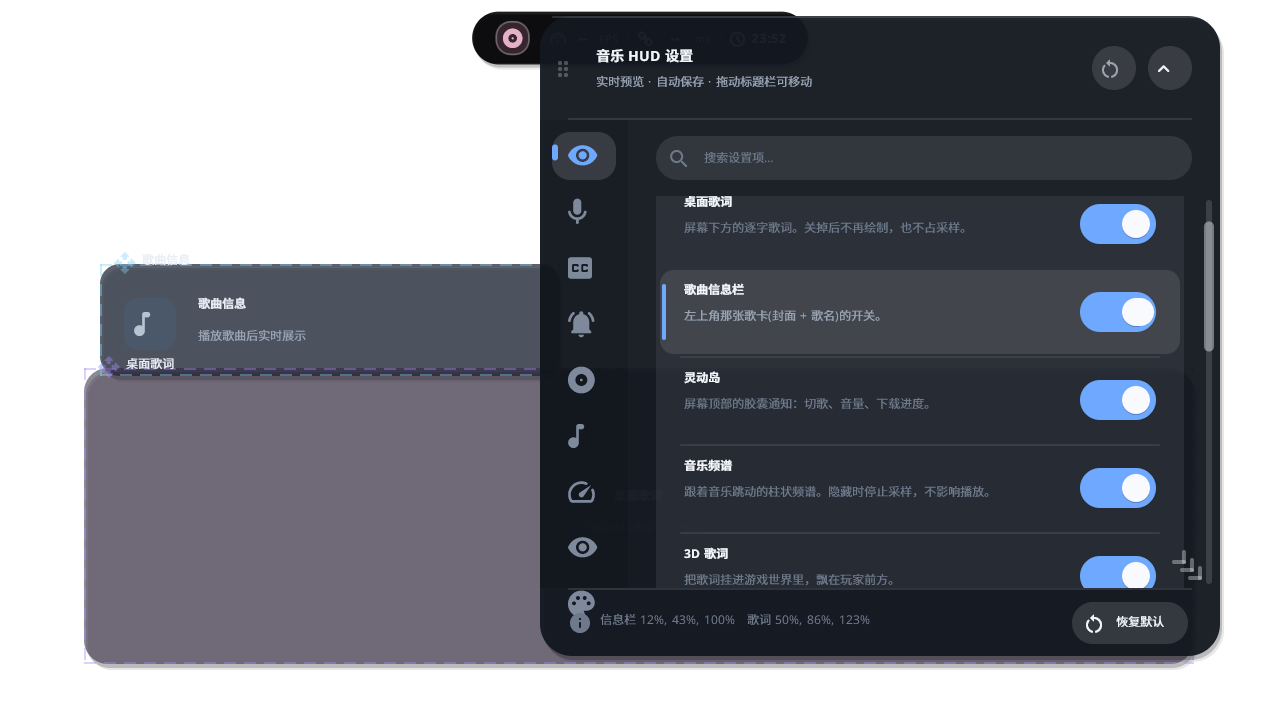 23:52
音乐 HUD 设置
实时预览 · 自动保存 · 拖动标题栏可移动
搜索设置项...
桌面歌词
屏幕下方的逐字歌词。关掉后不再绘制，也不占采样。
歌曲信息
歌曲信息
播放歌曲后实时展示
桌面歌词
歌曲信息栏
左上角那张歌卡(封面 + 歌名)的开关。
灵动岛
屏幕顶部的胶囊通知：切歌、音量、下载进度。
音乐频谱
跟着音乐跳动的柱状频谱。隐藏时停止采样，不影响播放。
3D 歌词
把歌词挂进游戏世界里，飘在玩家前方。
信息栏 12%, 43%, 100% 歌词 50%, 86%, 123%
恢复默认